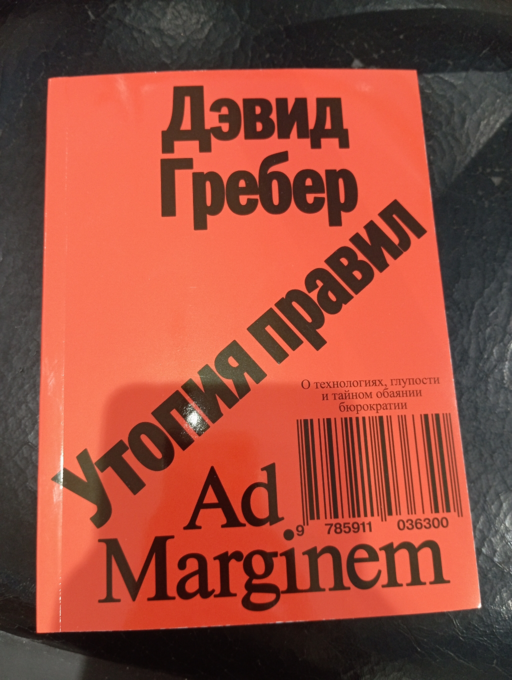 Дэвид
Гребер
Утопия правил
О технологиях, глупости
и тайном обаянии
бюрократии
9 785911 036300
Ad
Marginem